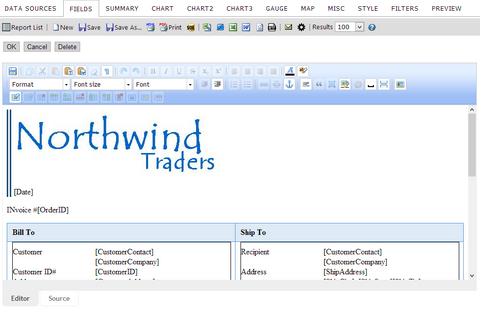 DATA SOURCES FIELDS SUMMARY CHART CHART2 CHART3 GAUGE MAP MISC STYLE FILTERS PREVIEW
Report List New Save Save As... Print Results 100
OK Cancel Delete
Format Font size Font
Northwind
Traders
[Date]
INvoice #[OrderID]
Bill To Ship To
Customer [CustomerContact] Recipient [CustomerContact]
[CustomerCompany] [CustomerCompany]
Customer ID# [CustomerID] Address [ShipAddress]
Editor Source